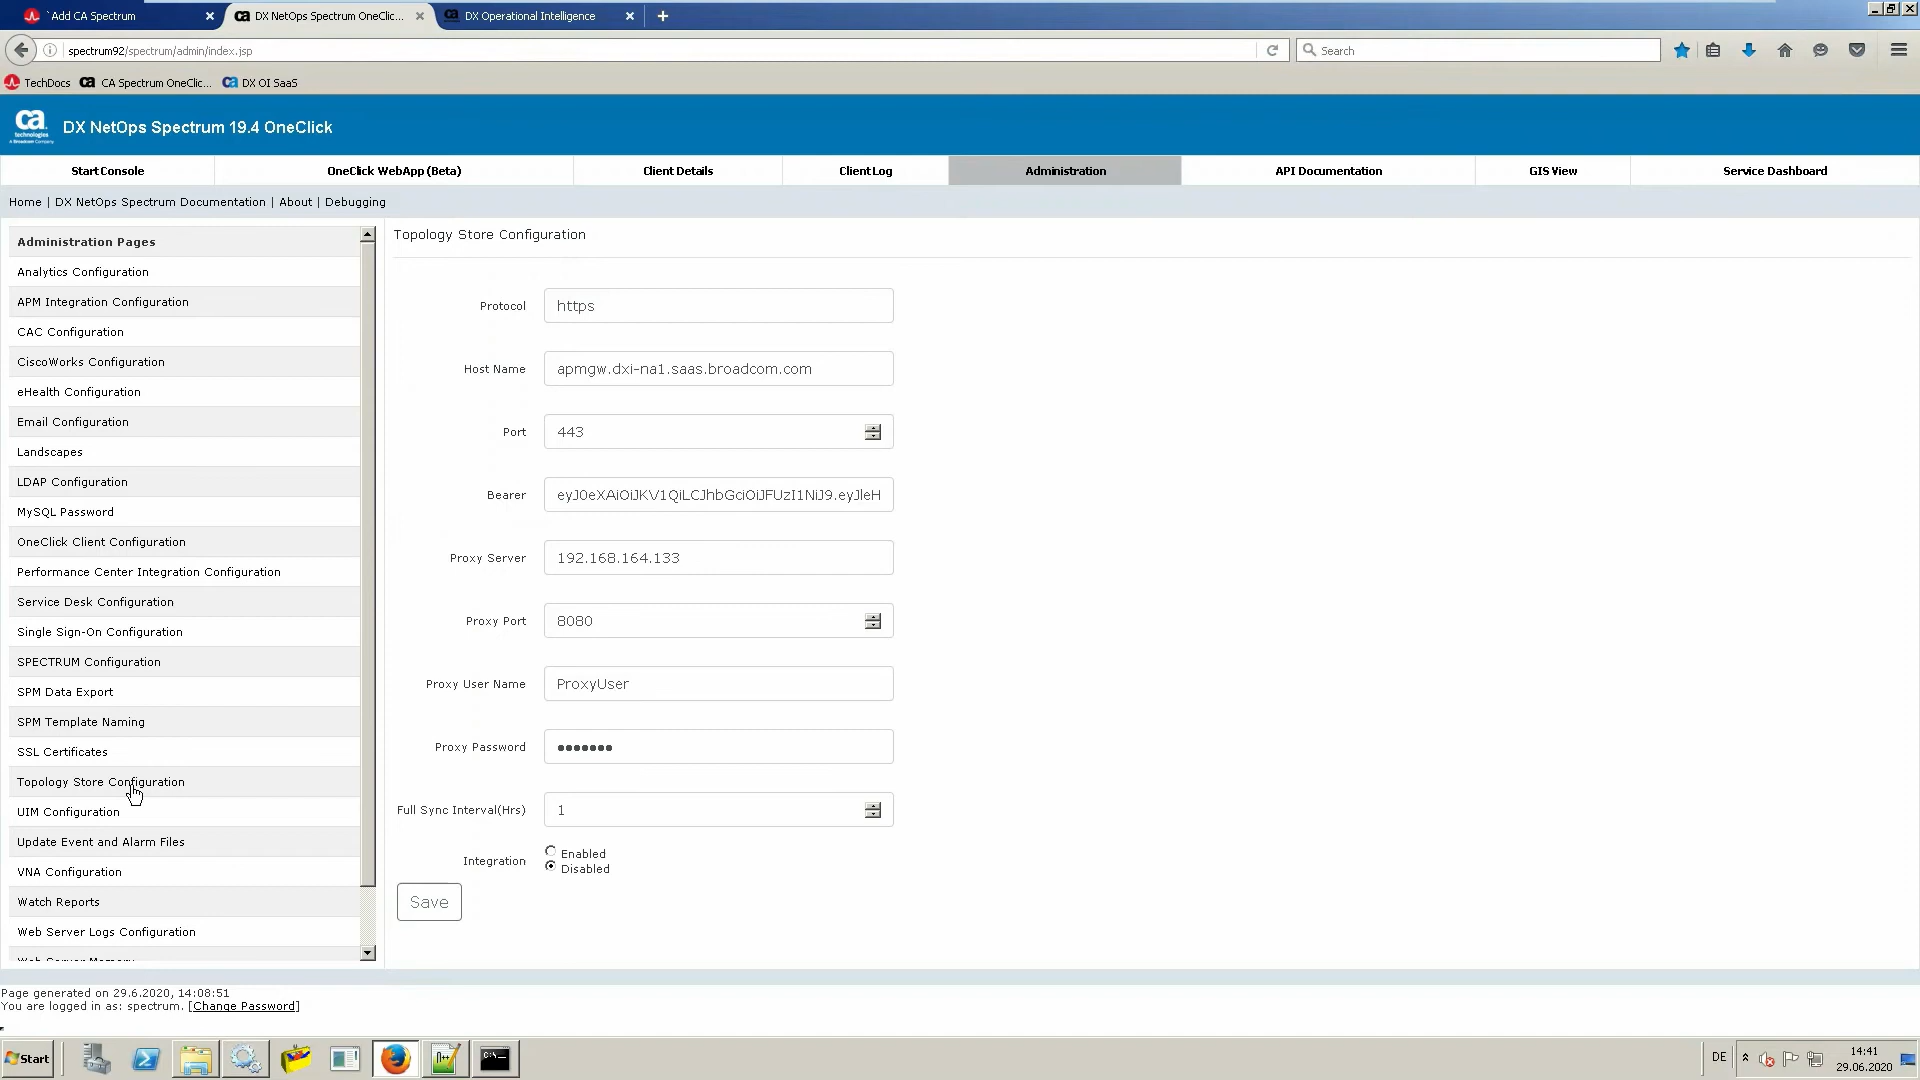 `Add CA Spectrum
DX NetOps Spectrum OneClic...
DX Operational Intelligence
spectrum92/spectrum/admin/index.jsp
Search
TechDocs
CA Spectrum OneClic...
DX OI SaaS
ca
technologies
A Broadcom Company
DX NetOps Spectrum 19.4 OneClick
Start Console
OneClick WebApp (Beta)
Client Details
Client Log
Administration
API Documentation
GIS View
Service Dashboard
Home | DX NetOps Spectrum Documentation | About | Debugging
Administration Pages
Analytics Configuration
APM Integration Configuration
CAC Configuration
CiscoWorks Configuration
eHealth Configuration
Email Configuration
Landscapes
LDAP Configuration
MySQL Password
OneClick Client Configuration
Performance Center Integration Configuration
Service Desk Configuration
Single Sign-On Configuration
SPECTRUM Configuration
SPM Data Export
SPM Template Naming
SSL Certificates
Topology Store Configuration
UIM Configuration
Update Event and Alarm Files
VNA Configuration
Watch Reports
Web Server Logs Configuration
Web Server Memory
Topology Store Configuration
Protocol https
Host Name apmgw.dxi-na1.saas.broadcom.com
Port 443
Bearer eyJ0eXAiOiJKV1QiLCJhbGciOiJFUzI1NiJ9.eyJleH
Proxy Server 192.168.164.133
Proxy Port 8080
Proxy User Name ProxyUser
Proxy Password •••••••
Full Sync Interval(Hrs) 1
Integration
Enabled
Disabled
Save
Page generated on 29.6.2020, 14:08:51
You are logged in as: spectrum. [Change Password]
Start
DE
14:41
29.06.2020